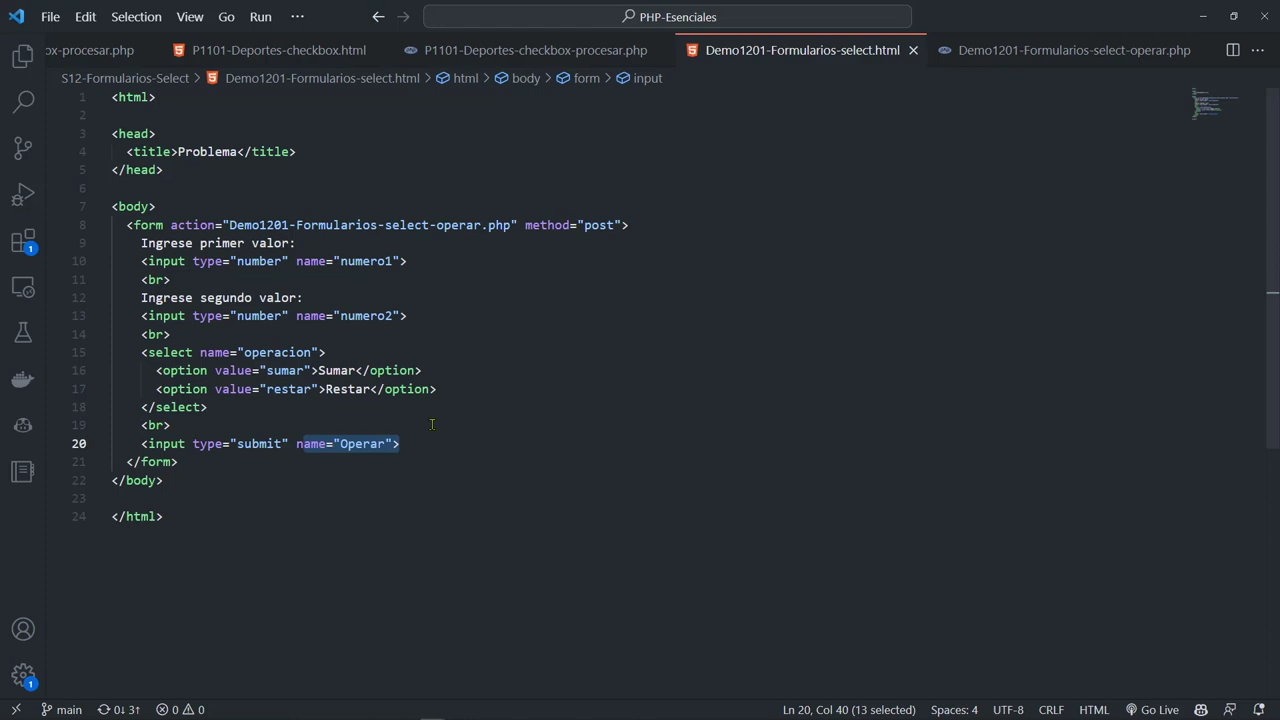 File Edit Selection View Go Run ··· PHP-Esenciales
ox-procesar.php P1101-Deportes-checkbox.html P1101-Deportes-checkbox-procesar.php Demo1201-Formularios-select.html Demo1201-Formularios-select-operar.php
S12-Formularios-Select > Demo1201-Formularios-select.html > html > body > form > input
1 <html>
2
3 <head>
4 <title>Problema</title>
5 </head>
6
7 <body>
8 <form action="Demo1201-Formularios-select-operar.php" method="post">
9 Ingrese primer valor:
10 <input type="number" name="numero1">
11 <br>
12 Ingrese segundo valor:
13 <input type="number" name="numero2">
14 <br>
15 <select name="operacion">
16 <option value="sumar">Sumar</option>
17 <option value="restar">Restar</option>
18 </select>
19 <br>
20 <input type="submit" name="Operar">
21 </form>
22 </body>
23
24 </html>
1
1
main 0↓ 3↑ 0 0 Ln 20, Col 40 (13 selected) Spaces: 4 UTF-8 CRLF HTML Go Live